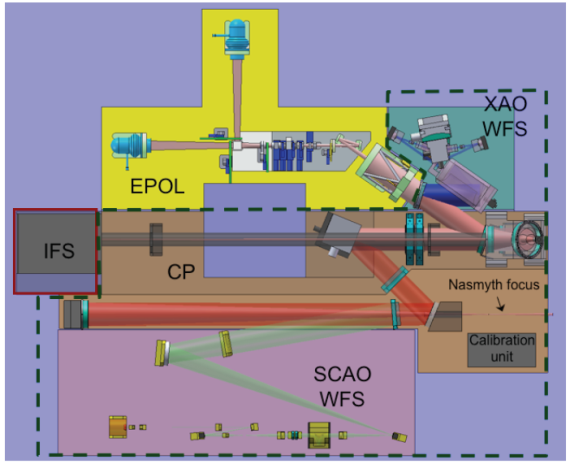 XAO
WFS
EPOL
IFS
CP
Nasmyth focus
Calibration
unit
SCAO
WFS